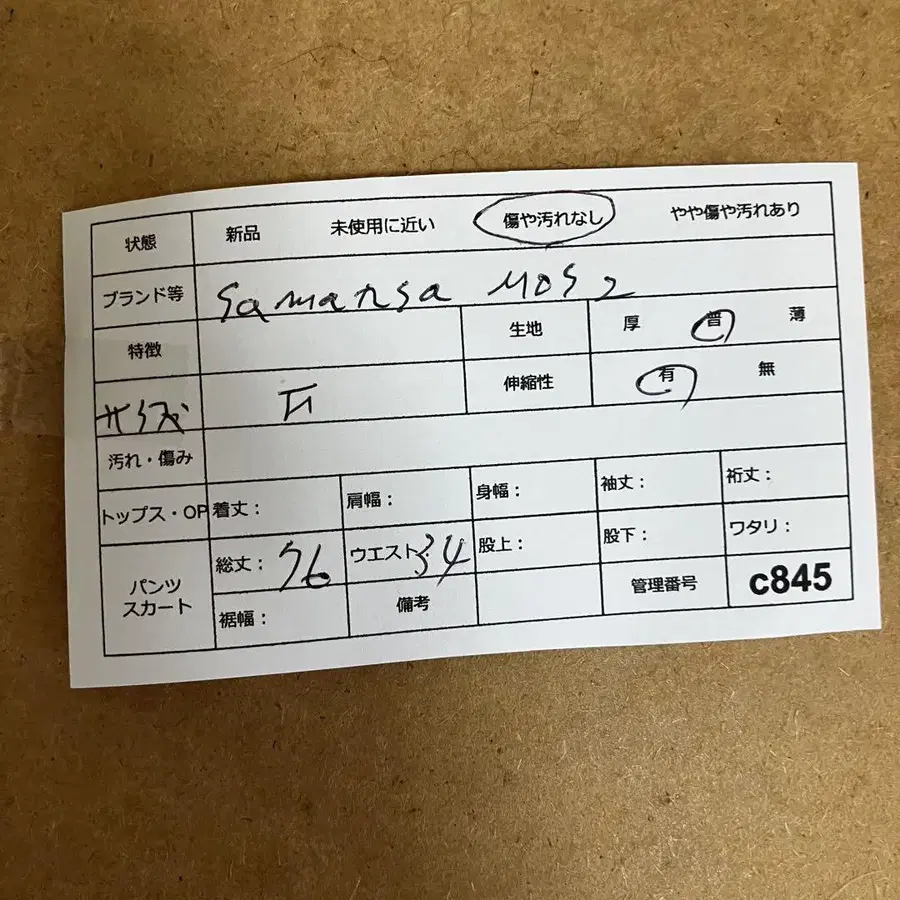 状態 新品 未使用に近い 傷や汚れなし やや傷や汚れあり
ブランド等 Samansa MOS2
特徴 生地 厚 普 薄
サイズ F 伸縮性 有 無
汚れ・傷み
トップス・OP 着丈: 肩幅: 身幅: 袖丈: 裄丈:
パンツ スカート 総丈: 76 ウエスト: 34 股上: 股下: ワタリ:
裾幅: 備考 管理番号 c845